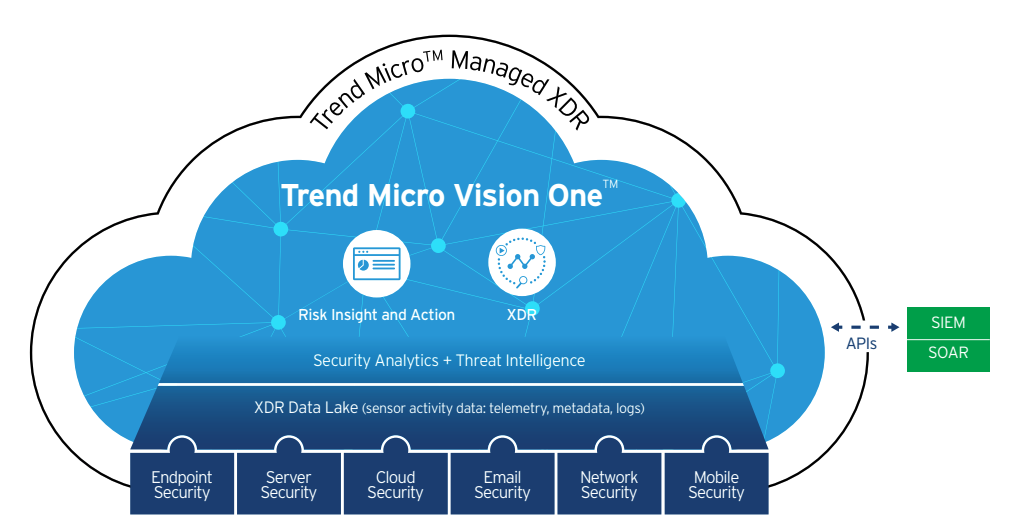 Trend Micro™ Managed XDR
Trend Micro Vision One™
Risk Insight and Action
XDR
Security Analytics + Threat Intelligence
XDR Data Lake (sensor activity data: telemetry, metadata, logs)
Endpoint
Security
Server
Security
Cloud
Security
Email
Security
Network
Security
Mobile
Security
APIs
SIEM
SOAR